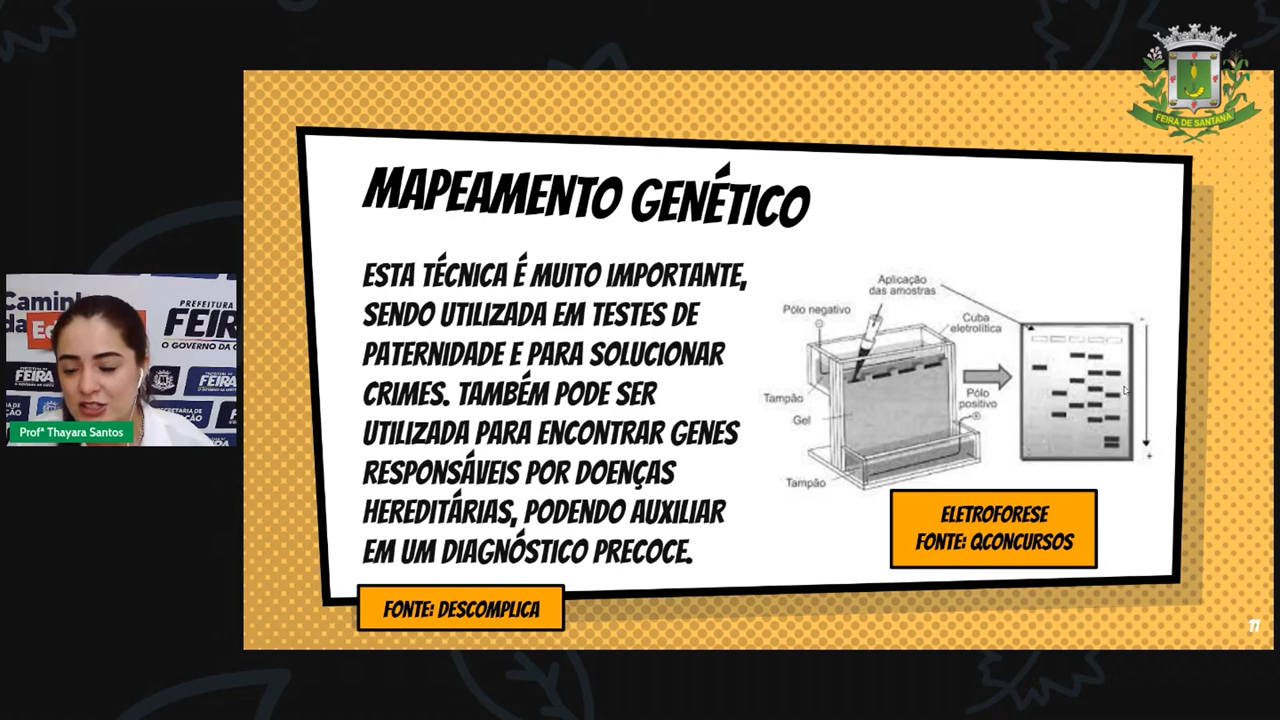 FEIRA DE SANTANA
MAPEAMENTO GENÉTICO
ESTA TÉCNICA É MUITO IMPORTANTE,
SENDO UTILIZADA EM TESTES DE
PATERNIDADE E PARA SOLUCIONAR
CRIMES. TAMBÉM PODE SER
UTILIZADA PARA ENCONTRAR GENES
RESPONSÁVEIS POR DOENÇAS
HEREDITÁRIAS, PODENDO AUXILIAR
EM UM DIAGNÓSTICO PRECOCE.
FONTE: DESCOMPLICA
Aplicação
das amostras
Pólo negativo
Cuba
eletrolítica
Tampão
Gel
Pólo
positivo
Tampão
ELETROFORESE
FONTE: QCONCURSOS
11
PREFEITURA
FEIR
O GOVERNO DA
FEIRA
FEIRA
Profª Thayara Santos